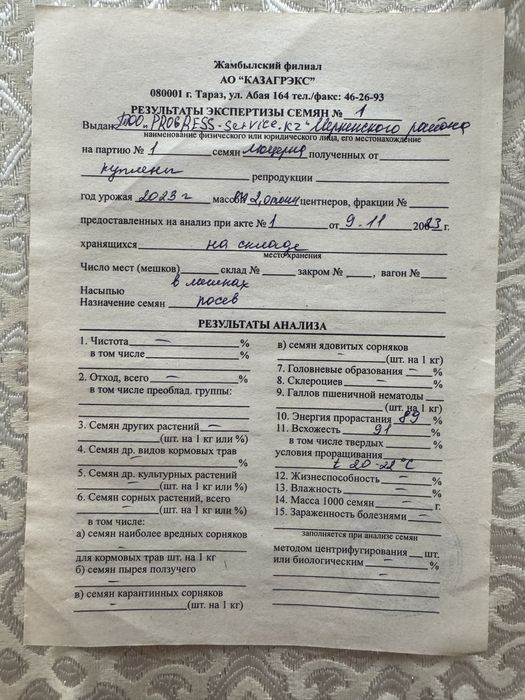 Жамбылский филиал
АО “КАЗАГРЭКС”
080001 г. Тараз, ул. Абая 164 тел./факс: 46-26-93
РЕЗУЛЬТАТЫ ЭКСПЕРТИЗЫ СЕМЯН № 1
Выдан ТОО „PROGRESS-Service.KZ“ Меркенского района
наименование физического или юридического лица, его местонахождение
на партию № 1 семян люцерна полученных от
куплены репродукции
год урожая 2023 г массой 2,0 тонн центнеров, фракции №
предоставленных на анализ при акте № 1 от 9.11 2023 г.
хранящихся на складе
место хранения
Число мест (мешков) склад № закром № , вагон №
Насыпью в мешках
Назначение семян посев
РЕЗУЛЬТАТЫ АНАЛИЗА
1. Чистота — %
в том числе %
2. Отход, всего — %
в том числе преоблад. группы:
3. Семян других растений —
(шт. на 1 кг или %)
4. Семян др. видов кормовых трав
— %
5. Семян др. культурных растений
— (шт. на 1 кг или %)
6. Семян сорных растений, всего
— (шт. на 1 кг или %)
в том числе:
а) семян наиболее вредных сорняков
—
для кормовых трав шт. на 1 кг
б) семян пырея ползучего
—
в) семян карантинных сорняков
— (шт. на 1 кг)
в) семян ядовитых сорняков
— (шт. на 1 кг)
7. Головневые образования — %
8. Склероциев — %
9. Галлов пшеничной нематоды
— (шт. на 1 кг)
10. Энергия прорастания 89 %
11. Всхожесть 91 %
в том числе твердых %
условия проращивания
t 20-22 °C
12. Жизнеспособность — %
13. Влажность — %
14. Масса 1000 семян — г.
15. Зараженность болезнями —
заполняется при анализе семян
методом центрифугирования шт.
или биологическим — %